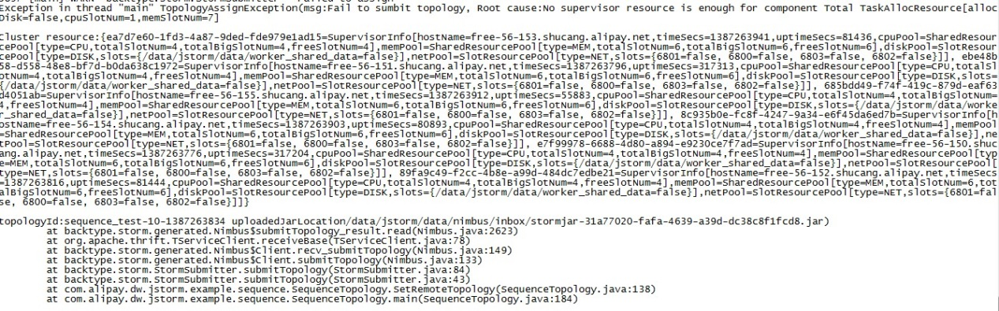 Exception in thread "main" TopologyAssignException(msg:Fail to sumbit topology, Root cause:No supervisor resource is enough for component Total TaskAllocResource[alloc
Disk=false,cpuSlotNum=1,memSlotNum=7]
Cluster resource:{ea7d7e60-1fd3-4a87-9ded-fde979e1ad15=SupervisorInfo[hostName=free-56-153.shucang.alipay.net,timeSecs=1387263941,uptimeSecs=81436,cpuPool=SharedResour
cePool[type=CPU,totalSlotNum=4,totalBigSlotNum=4,freeSlotNum=4],memPool=SharedResourcePool[type=MEM,totalSlotNum=6,totalBigSlotNum=6,freeSlotNum=6],diskPool=SlotResour
cePool[type=DISK,slots={/data/jstorm/data/worker_shared_data=false}],netPool=SlotResourcePool[type=NET,slots={6801=false, 6800=false, 6803=false, 6802=false}]], ebe48b
58-d558-48e8-bf7d-b0da638c1972=SupervisorInfo[hostName=free-56-151.shucang.alipay.net,timeSecs=1387263796,uptimeSecs=317313,cpuPool=SharedResourcePool[type=CPU,totalSl
otNum=4,totalBigSlotNum=4,freeSlotNum=4],memPool=SharedResourcePool[type=MEM,totalSlotNum=6,totalBigSlotNum=6,freeSlotNum=6],diskPool=SlotResourcePool[type=DISK,slots=
{/data/jstorm/data/worker_shared_data=false}],netPool=SlotResourcePool[type=NET,slots={6801=false, 6800=false, 6803=false, 6802=false}]], 685bdd49-f74f-419c-879d-eaf63
d4051ab=SupervisorInfo[hostName=free-56-155.shucang.alipay.net,timeSecs=1387263912,uptimeSecs=55883,cpuPool=SharedResourcePool[type=CPU,totalSlotNum=4,totalBigSlotNum=
4,freeSlotNum=4],memPool=SharedResourcePool[type=MEM,totalSlotNum=6,totalBigSlotNum=6,freeSlotNum=6],diskPool=SlotResourcePool[type=DISK,slots={/data/jstorm/data/worke
r_shared_data=false}],netPool=SlotResourcePool[type=NET,slots={6801=false, 6800=false, 6803=false, 6802=false}]], 8c935b0e-fc8f-4247-9a34-e6f45da6ed7b=SupervisorInfo[h
ostName=free-56-154.shucang.alipay.net,timeSecs=1387263903,uptimeSecs=80893,cpuPool=SharedResourcePool[type=CPU,totalSlotNum=4,totalBigSlotNum=4,freeSlotNum=4],memPool
=SharedResourcePool[type=MEM,totalSlotNum=6,totalBigSlotNum=6,freeSlotNum=6],diskPool=SlotResourcePool[type=DISK,slots={/data/jstorm/data/worker_shared_data=false}],ne
tPool=SlotResourcePool[type=NET,slots={6801=false, 6800=false, 6803=false, 6802=false}]], e7f99978-6688-4d80-a894-e9230ce7f7ad=SupervisorInfo[hostName=free-56-150.shuc
ang.alipay.net,timeSecs=1387263776,uptimeSecs=317204,cpuPool=SharedResourcePool[type=CPU,totalSlotNum=4,totalBigSlotNum=4,freeSlotNum=4],memPool=SharedResourcePool[typ
e=MEM,totalSlotNum=6,totalBigSlotNum=6,freeSlotNum=6],diskPool=SlotResourcePool[type=DISK,slots={/data/jstorm/data/worker_shared_data=false}],netPool=SlotResourcePool[
type=NET,slots={6801=false, 6800=false, 6803=false, 6802=false}]], 89fa9c49-f2cc-4b8e-a99d-484dc7edbe21=SupervisorInfo[hostName=free-56-152.shucang.alipay.net,timeSecs
=1387263816,uptimeSecs=81444,cpuPool=SharedResourcePool[type=CPU,totalSlotNum=4,totalBigSlotNum=4,freeSlotNum=4],memPool=SharedResourcePool[type=MEM,totalSlotNum=6,tot
alBigSlotNum=6,freeSlotNum=6],diskPool=SlotResourcePool[type=DISK,slots={/data/jstorm/data/worker_shared_data=false}],netPool=SlotResourcePool[type=NET,slots={6801=fal
se, 6800=false, 6803=false, 6802=false}]]}
topologyId:sequence_test-10-1387263834 uploadedJarLocation/data/jstorm/data/nimbus/inbox/stormjar-31a77020-fafa-4639-a39d-dc38c8f1fcd8.jar)
at backtype.storm.generated.Nimbus$submitTopology_result.read(Nimbus.java:2623)
at org.apache.thrift.TServiceClient.receiveBase(TServiceClient.java:78)
at backtype.storm.generated.Nimbus$Client.recv_submitTopology(Nimbus.java:149)
at backtype.storm.generated.Nimbus$Client.submitTopology(Nimbus.java:133)
at backtype.storm.StormSubmitter.submitTopology(StormSubmitter.java:84)
at backtype.storm.StormSubmitter.submitTopology(StormSubmitter.java:43)
at com.alipay.dw.jstorm.example.sequence.SequenceTopology.SetRemoteTopology(SequenceTopology.java:138)
at com.alipay.dw.jstorm.example.sequence.SequenceTopology.main(SequenceTopology.java:184)